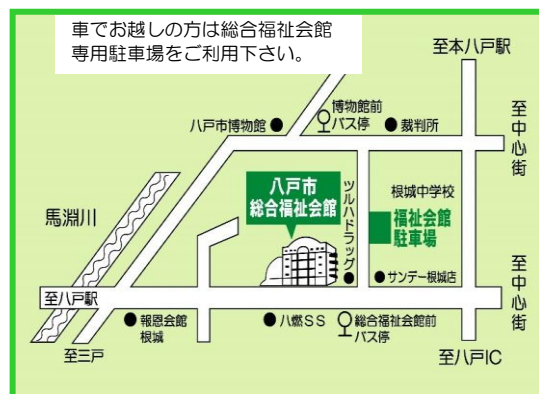 車でお越しの方は総合福祉会館
専用駐車場をご利用下さい。
至本八戸駅
博物館前
バス停
八戸市博物館
裁判所
至中心街
八戸市
総合福祉会館
ツルハドラッグ
根城中学校
福祉会館
駐車場
馬淵川
サンデー根城店
至中心街
至八戸駅
報恩会館
根城
八燃SS
総合福祉会館前
バス停
至三戸
至八戸IC